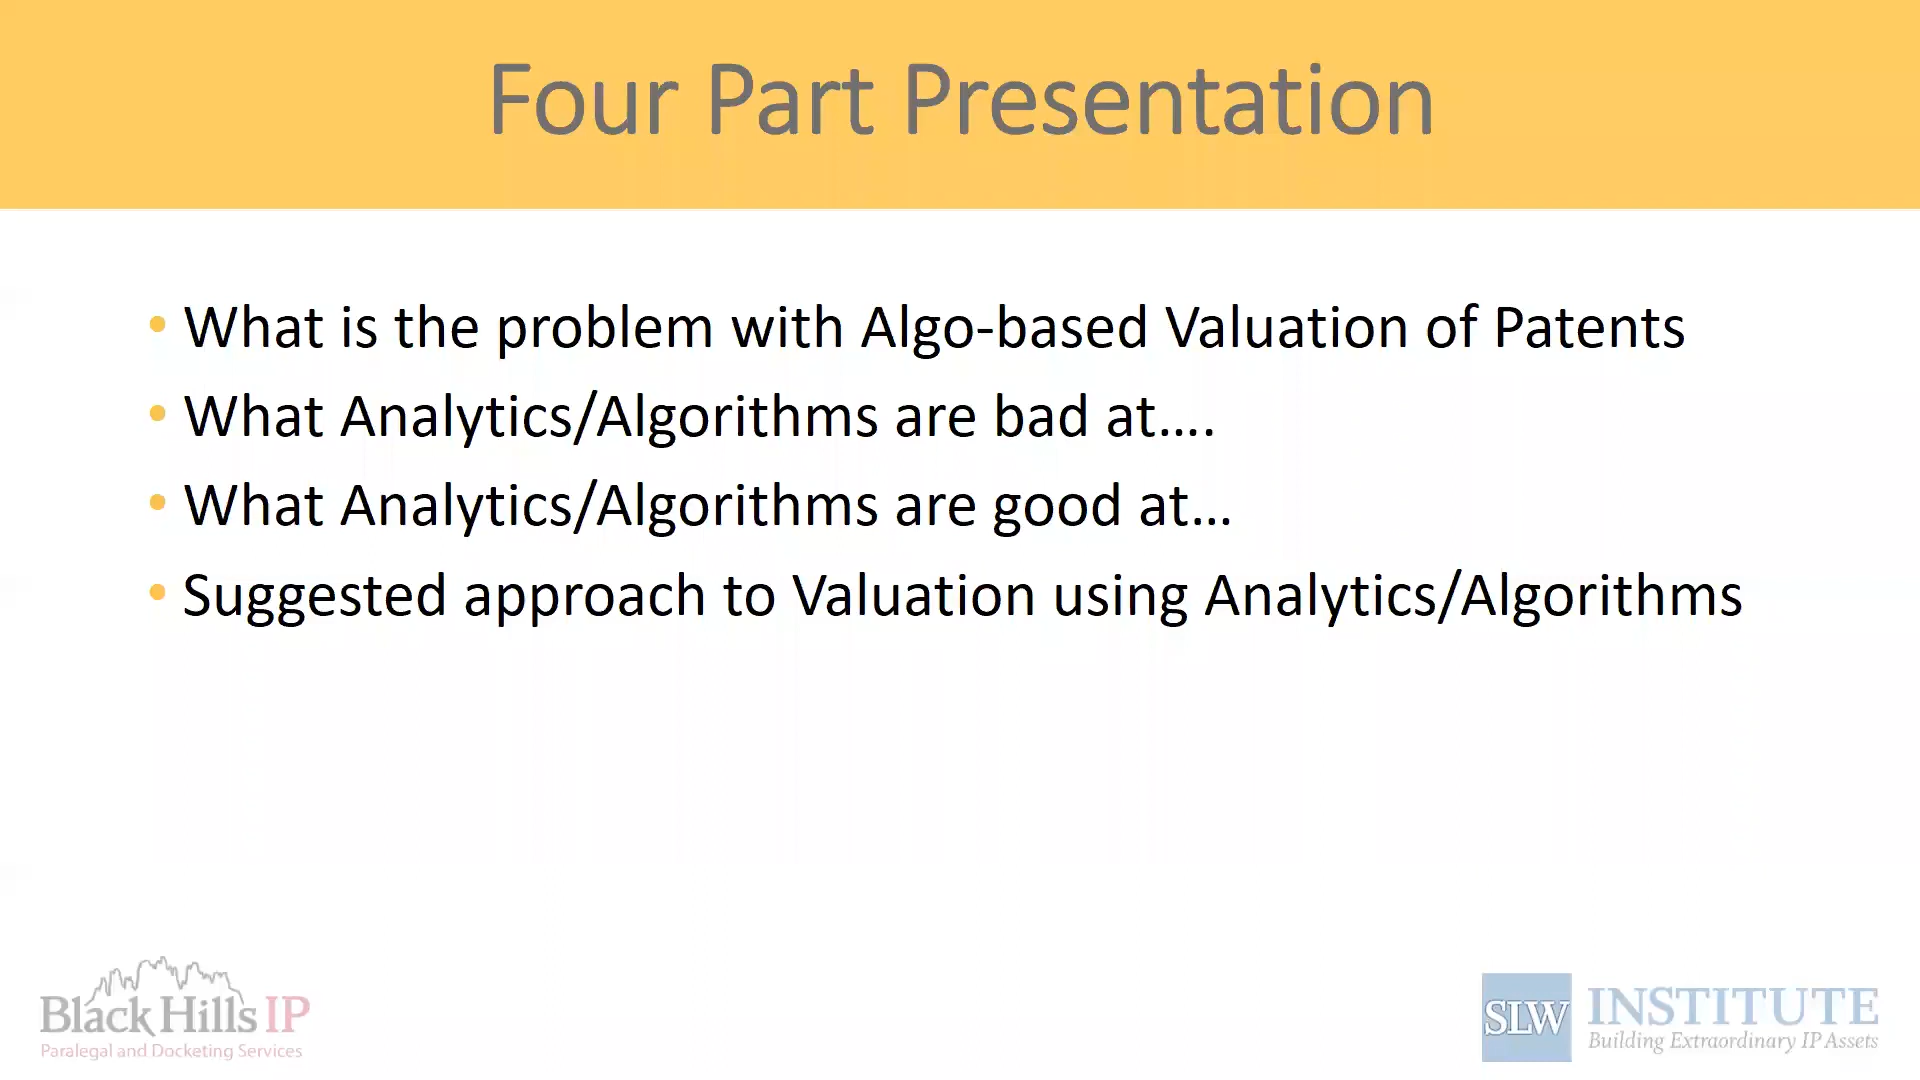 Four Part Presentation
• What is the problem with Algo-based Valuation of Patents
• What Analytics/Algorithms are bad at....
• What Analytics/Algorithms are good at...
• Suggested approach to Valuation using Analytics/Algorithms
Black Hills IP
Paralegal and Docketing Services
SLW INSTITUTE
Building Extraordinary IP Assets